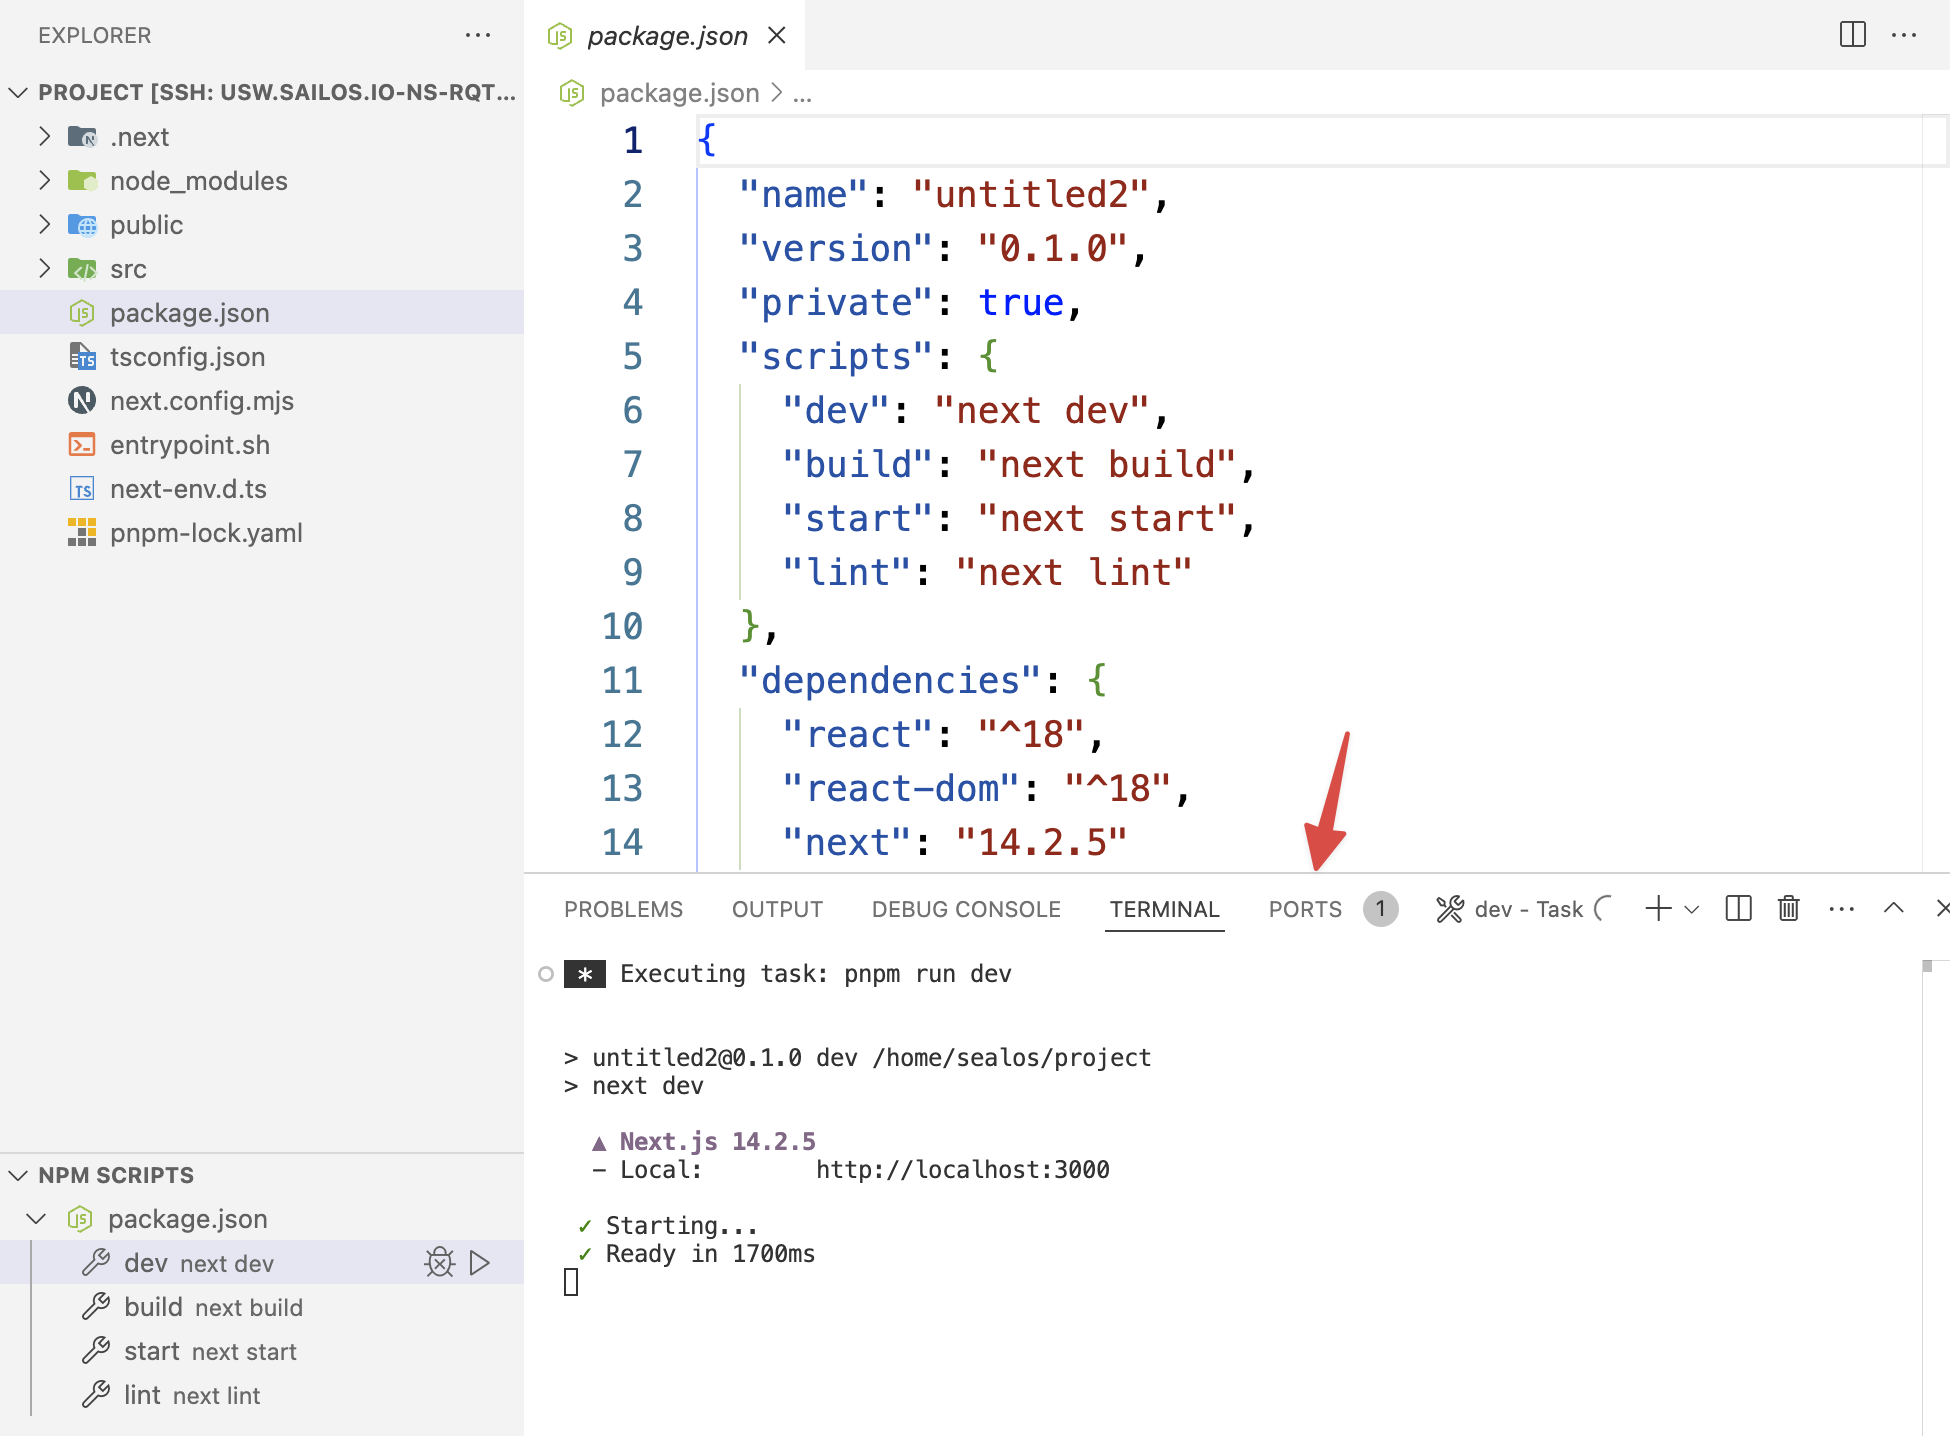 EXPLORER
PROJECT [SSH: USW.SAILOS.IO-NS-RQT...
.next
node_modules
public
src
package.json
tsconfig.json
next.config.mjs
entrypoint.sh
next-env.d.ts
pnpm-lock.yaml
NPM SCRIPTS
package.json
dev next dev
build next build
start next start
lint next lint
package.json
package.json > ...
1 {
2 "name": "untitled2",
3 "version": "0.1.0",
4 "private": true,
5 "scripts": {
6 "dev": "next dev",
7 "build": "next build",
8 "start": "next start",
9 "lint": "next lint"
10 },
11 "dependencies": {
12 "react": "^18",
13 "react-dom": "^18",
14 "next": "14.2.5"
PROBLEMS OUTPUT DEBUG CONSOLE TERMINAL PORTS 1 dev - Task
* Executing task: pnpm run dev
> untitled2@0.1.0 dev /home/sealos/project
> next dev
▲ Next.js 14.2.5
- Local: http://localhost:3000
✓ Starting...
✓ Ready in 1700ms